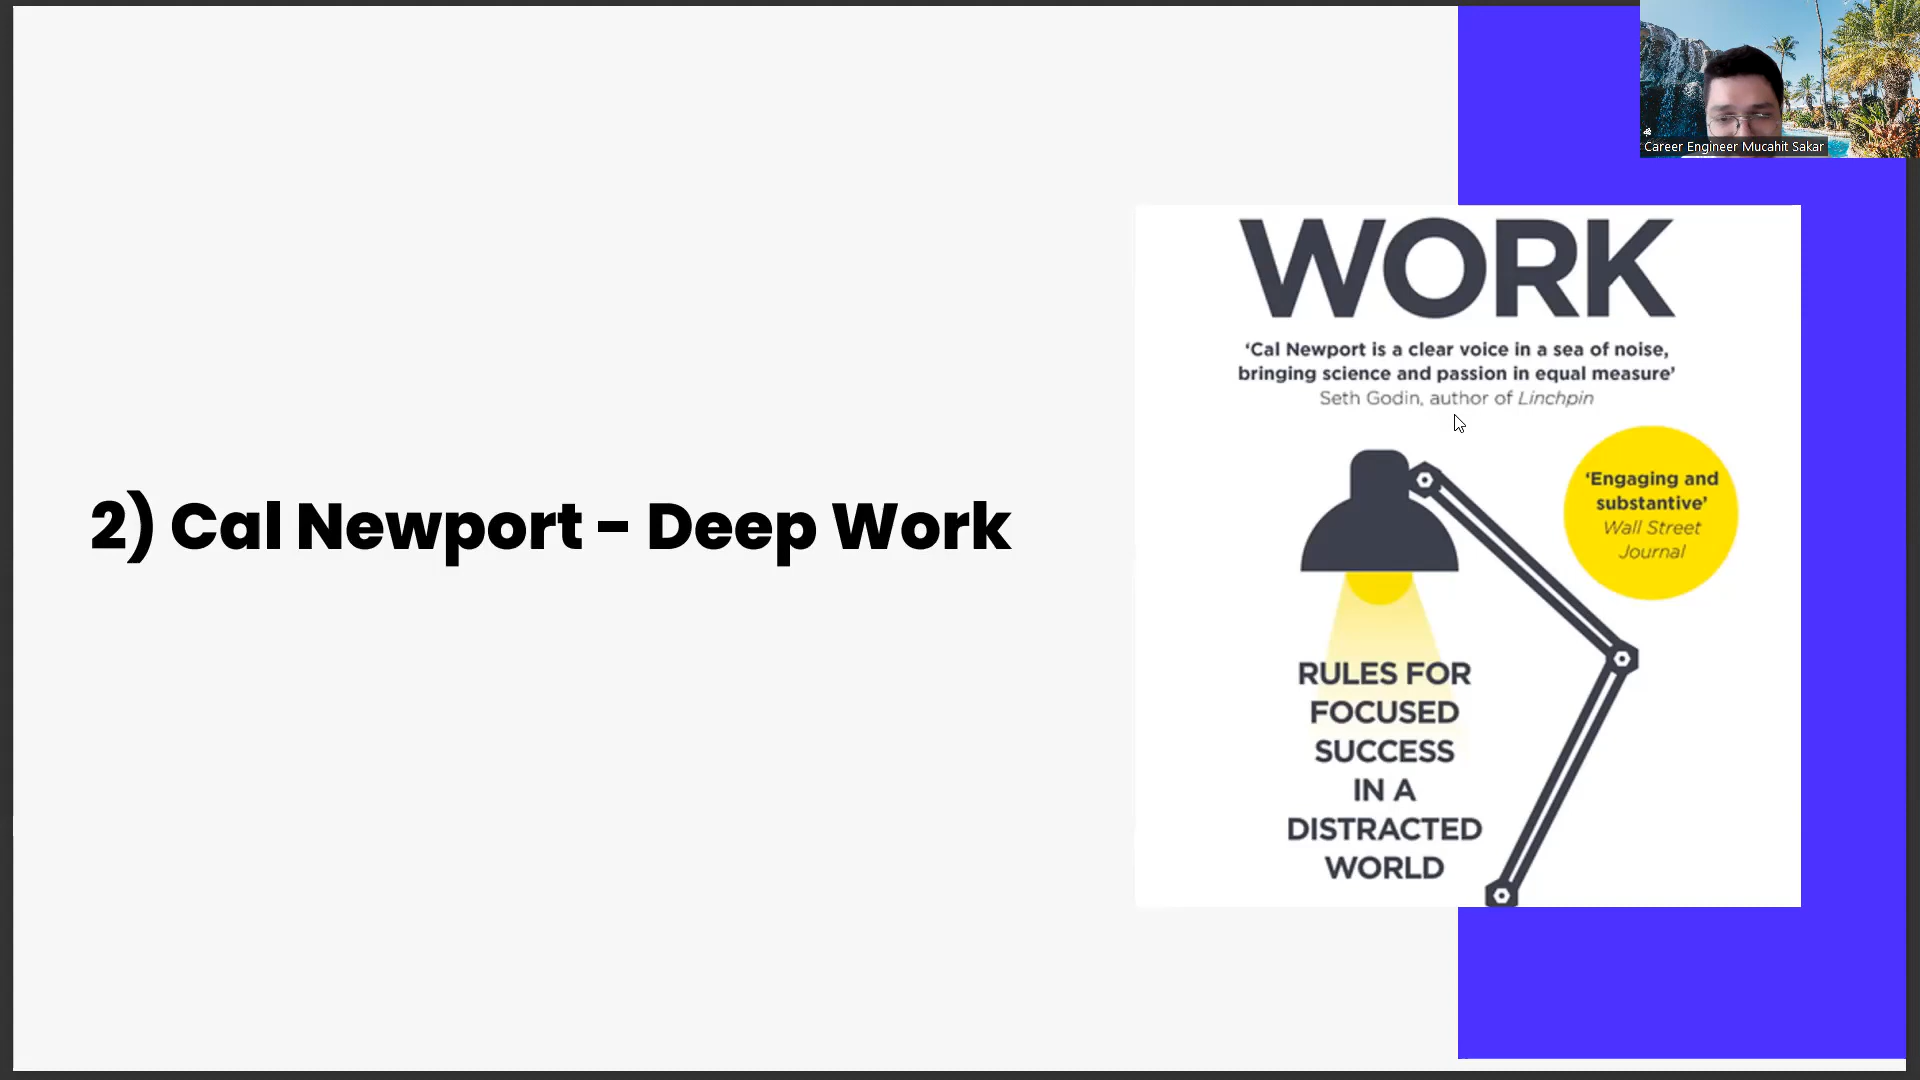 Career Engineer Mucahit Sakar
2) Cal Newport - Deep Work
WORK
‘Cal Newport is a clear voice in a sea of noise,
bringing science and passion in equal measure’
Seth Godin, author of Linchpin
‘Engaging and
substantive’
Wall Street
Journal
RULES FOR
FOCUSED
SUCCESS
IN A
DISTRACTED
WORLD